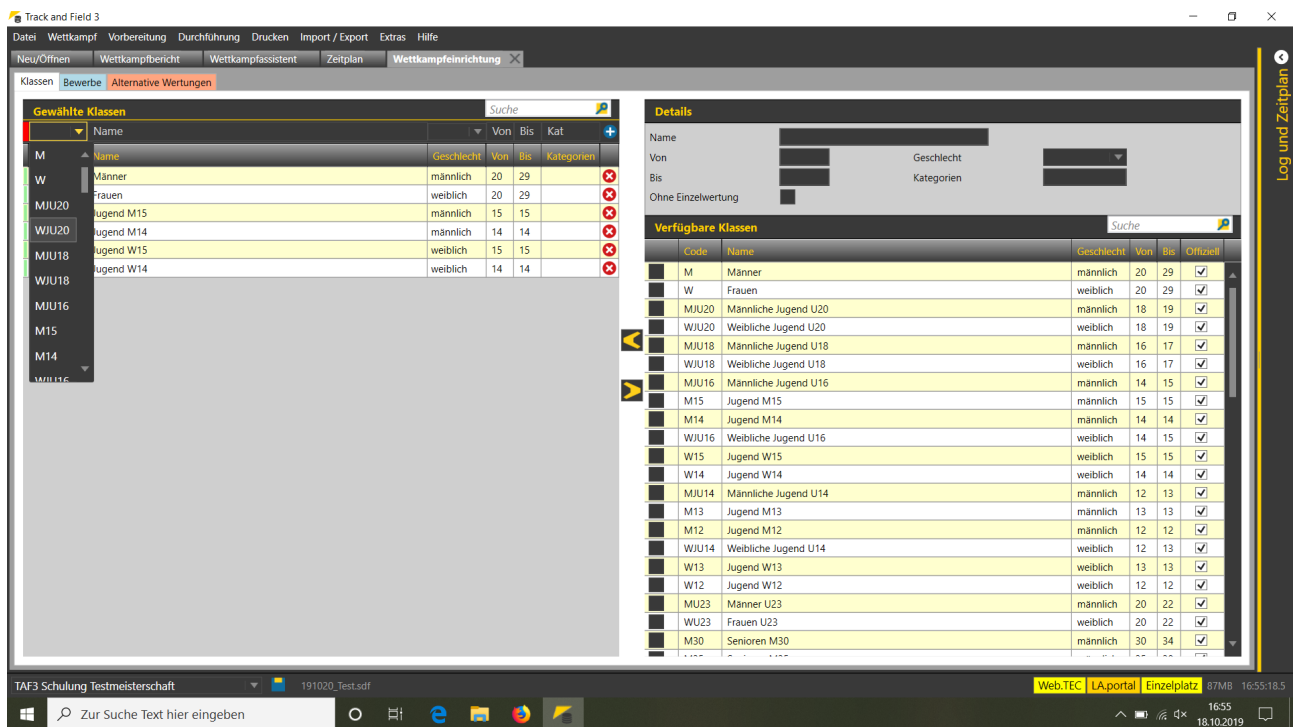 Track and Field 3
Datei Wettkampf Vorbereitung Durchführung Drucken Import / Export Extras Hilfe
Neu/Öffnen Wettkampfbericht Wettkampfassistent Zeitplan Wettkampfeinrichtung
Klassen Bewerbe Alternative Wertungen
Log und Zeitplan
Gewählte Klassen Suche
Name Von Bis Kat
Name Geschlecht Von Bis Kategorien
Männer männlich 20 29
Frauen weiblich 20 29
Jugend M15 männlich 15 15
Jugend M14 männlich 14 14
Jugend W15 weiblich 15 15
Jugend W14 weiblich 14 14
M
W
MJU20
WJU20
MJU18
WJU18
MJU16
M15
M14
WJU16
Details
Name
Von Geschlecht
Bis Kategorien
Ohne Einzelwertung
Verfügbare Klassen Suche
Code Name Geschlecht Von Bis Offiziell
M Männer männlich 20 29
W Frauen weiblich 20 29
MJU20 Männliche Jugend U20 männlich 18 19
WJU20 Weibliche Jugend U20 weiblich 18 19
MJU18 Männliche Jugend U18 männlich 16 17
WJU18 Weibliche Jugend U18 weiblich 16 17
MJU16 Männliche Jugend U16 männlich 14 15
M15 Jugend M15 männlich 15 15
M14 Jugend M14 männlich 14 14
WJU16 Weibliche Jugend U16 weiblich 14 15
W15 Jugend W15 weiblich 15 15
W14 Jugend W14 weiblich 14 14
MJU14 Männliche Jugend U14 männlich 12 13
M13 Jugend M13 männlich 13 13
M12 Jugend M12 männlich 12 12
WJU14 Weibliche Jugend U14 weiblich 12 13
W13 Jugend W13 weiblich 13 13
W12 Jugend W12 weiblich 12 12
MU23 Männer U23 männlich 20 22
WU23 Frauen U23 weiblich 20 22
M30 Senioren M30 männlich 30 34
TAF3 Schulung Testmeisterschaft 191020_Test.sdf Web.TEC LA.portal Einzelplatz 87MB 16:55:18.5
Zur Suche Text hier eingeben
16:55
18.10.2019